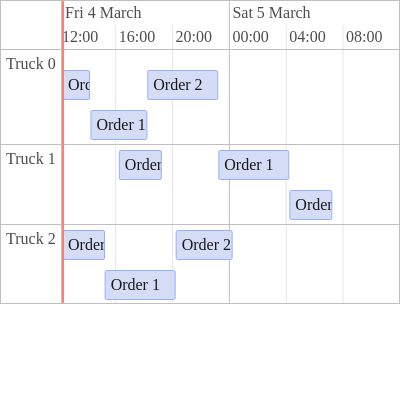 Fri 4 March
Sat 5 March
12:00 16:00 20:00 00:00 04:00 08:00
Truck 0
Order 2
Order 1
Truck 1
Order
Order 1
Order
Truck 2
Order
Order 2
Order 1